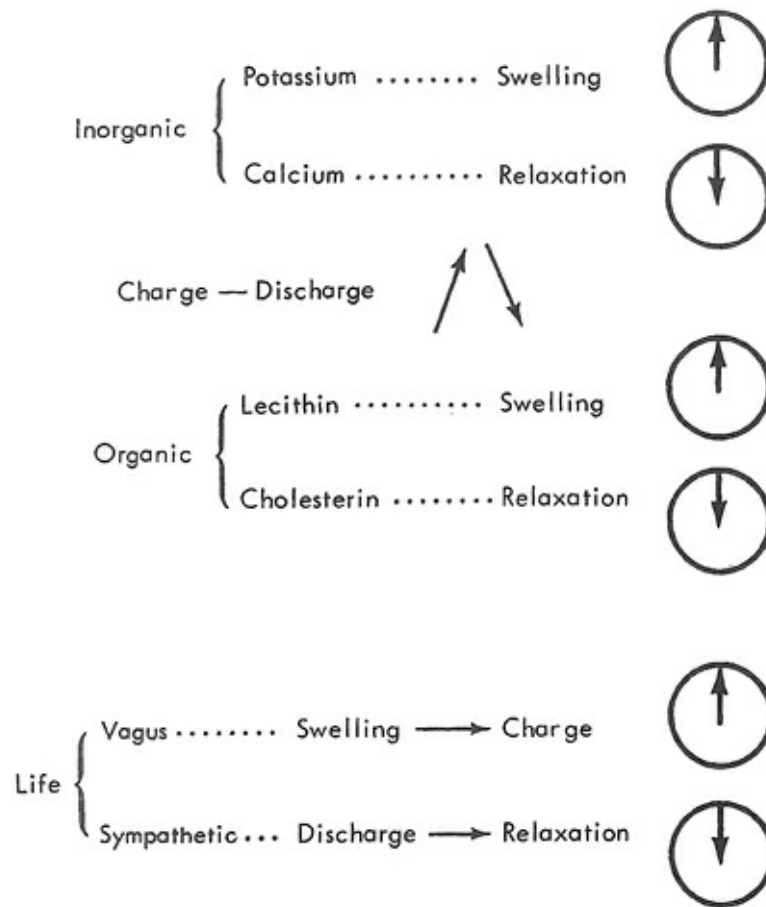 Potassium ........ Swelling
Inorganic
Calcium .......... Relaxation
Charge — Discharge
Lecithin .......... Swelling
Organic
Cholesterin ........ Relaxation
Vagus ........ Swelling → Charge
Life
Sympathetic ... Discharge → Relaxation